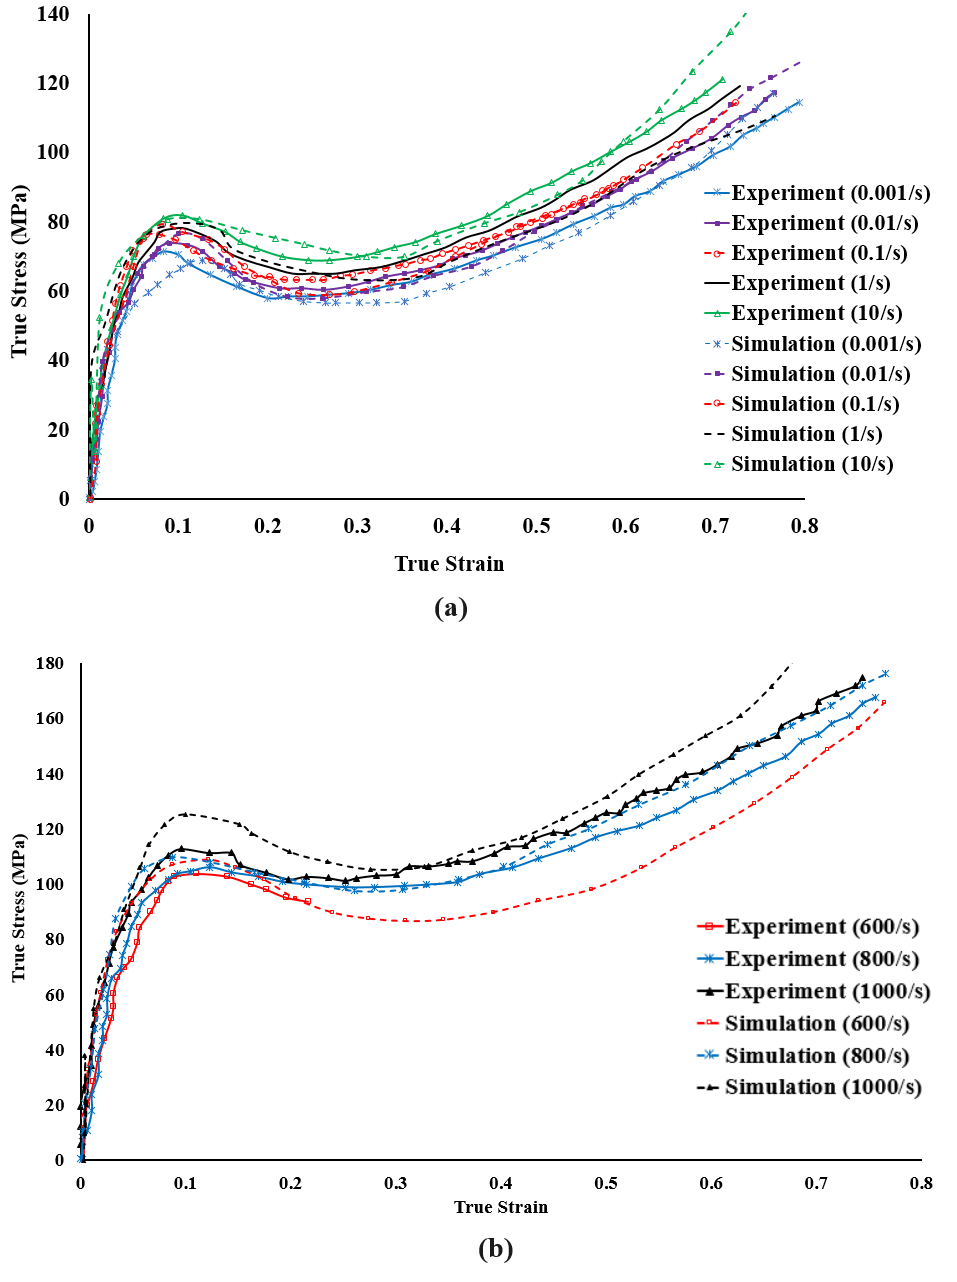 140
120
100
80
60
40
20
0
True Stress (MPa)
0 0.1 0.2 0.3 0.4 0.5 0.6 0.7 0.8
True Strain
Experiment (0.001/s)
Experiment (0.01/s)
Experiment (0.1/s)
Experiment (1/s)
Experiment (10/s)
Simulation (0.001/s)
Simulation (0.01/s)
Simulation (0.1/s)
Simulation (1/s)
Simulation (10/s)
(a)
180
160
140
120
100
80
60
40
20
0
True Stress (MPa)
0 0.1 0.2 0.3 0.4 0.5 0.6 0.7 0.8
True Strain
Experiment (600/s)
Experiment (800/s)
Experiment (1000/s)
Simulation (600/s)
Simulation (800/s)
Simulation (1000/s)
(b)